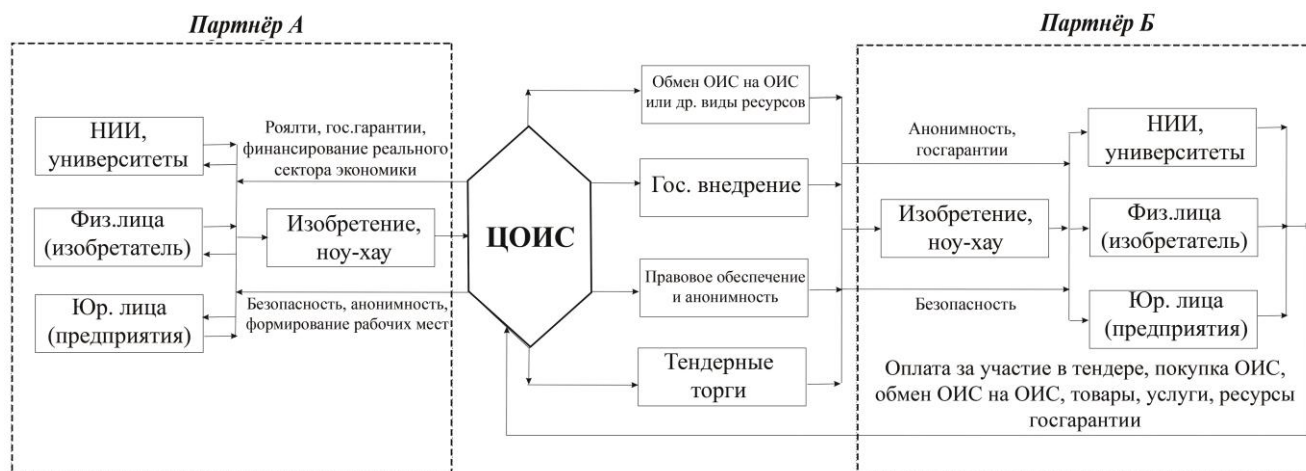 Партнёр А
Партнёр Б
НИИ,
университеты
Физ.лица
(изобретатель)
Юр. лица
(предприятия)
Роялти, гос.гарантии,
финансирование реального
сектора экономики
Изобретение,
ноу-хау
Безопасность, анонимность,
формирование рабочих мест
ЦОИС
Обмен ОИС на ОИС
или др. виды ресурсов
Гос. внедрение
Правовое обеспечение
и анонимность
Тендерные
торги
Анонимность,
госгарантии
Изобретение,
ноу-хау
Безопасность
НИИ,
университеты
Физ.лица
(изобретатель)
Юр. лица
(предприятия)
Оплата за участие в тендере, покупка ОИС,
обмен ОИС на ОИС, товары, услуги, ресурсы
госгарантии